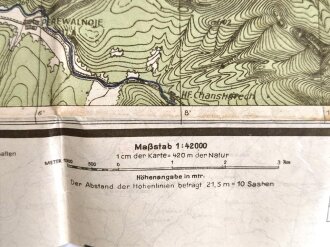 PEREWALNOJE
HF. Chanshijerech
6'
8'
Maßstab 1:42000
1 cm der Karte = 420 m der Natur
METER 1000 500 0 1 2 3 Km
Höhenangabe in mtr.
Der Abstand der Höhenlinien beträgt 21,5 m = 10 Sashen